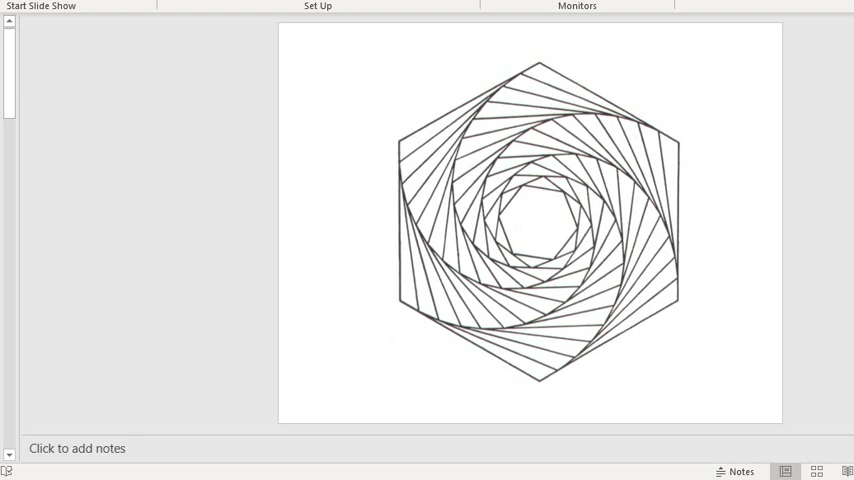 Start Slide Show
Set Up
Monitors
Click to add notes
Notes